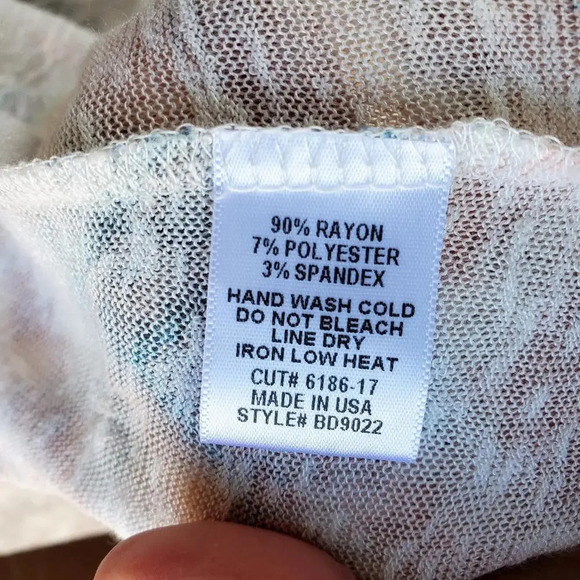 90% RAYON
7% POLYESTER
3% SPANDEX
HAND WASH COLD
DO NOT BLEACH
LINE DRY
IRON LOW HEAT
CUT# 6186-17
MADE IN USA
STYLE# BD9022